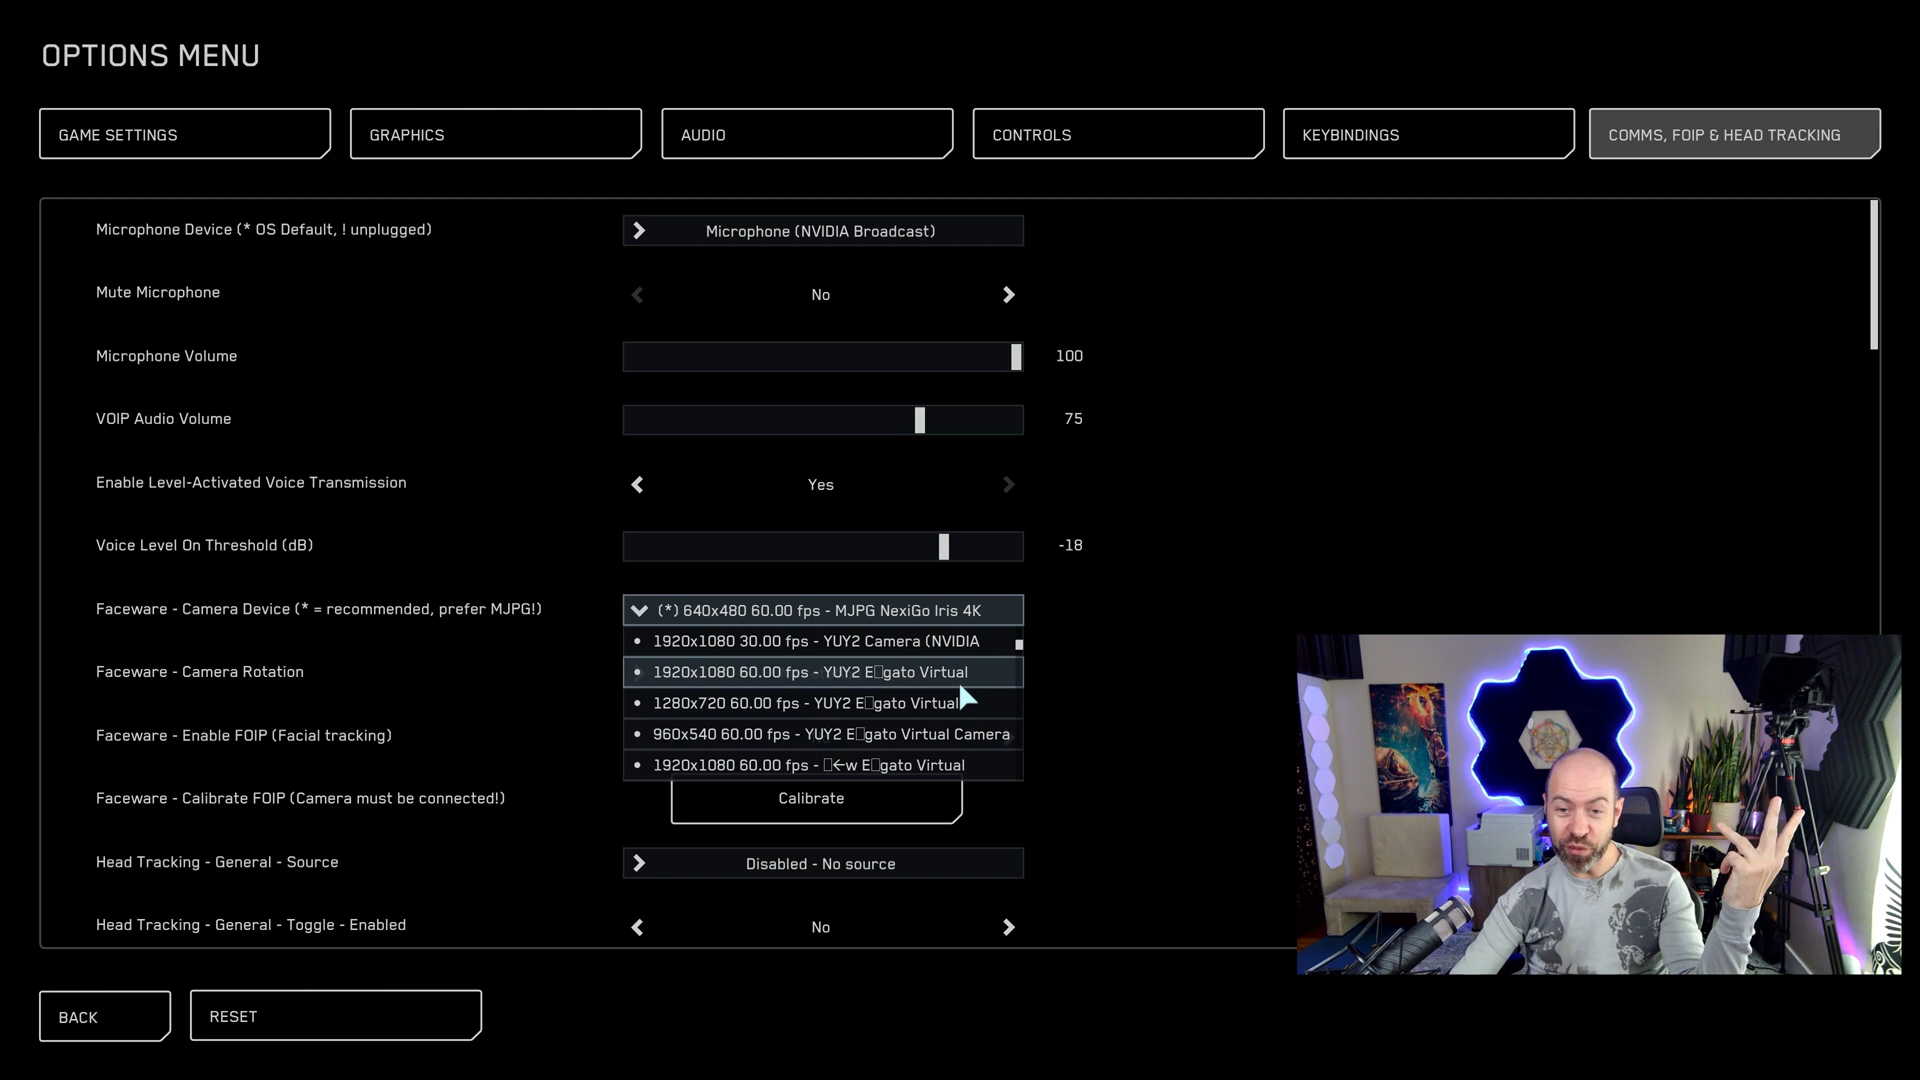 OPTIONS MENU
GAME SETTINGS
GRAPHICS
AUDIO
CONTROLS
KEYBINDINGS
COMMS, FOIP & HEAD TRACKING
Microphone Device (* OS Default, ! unplugged)
Microphone (NVIDIA Broadcast)
Mute Microphone
No
Microphone Volume
100
VOIP Audio Volume
75
Enable Level-Activated Voice Transmission
Yes
Voice Level On Threshold (dB)
-18
Faceware - Camera Device (* = recommended, prefer MJPG!)
(*) 640x480 60.00 fps - MJPG NexiGo Iris 4K
1920x1080 30.00 fps - YUY2 Camera (NVIDIA
Faceware - Camera Rotation
1920x1080 60.00 fps - YUY2 E□gato Virtual
1280x720 60.00 fps - YUY2 E□gato Virtual
Faceware - Enable FOIP (Facial tracking)
960x540 60.00 fps - YUY2 E□gato Virtual Camera
1920x1080 60.00 fps - □←w E□gato Virtual
Faceware - Calibrate FOIP (Camera must be connected!)
Calibrate
Head Tracking - General - Source
Disabled - No source
Head Tracking - General - Toggle - Enabled
No
BACK
RESET